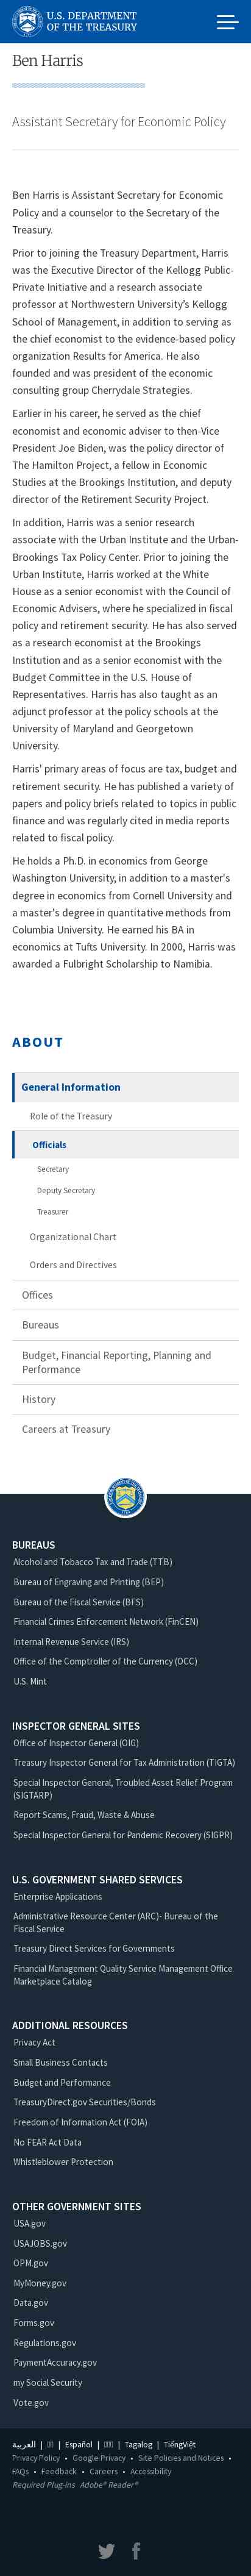 U.S. DEPARTMENT
OF THE TREASURY
Ben Harris
Assistant Secretary for Economic Policy
Ben Harris is Assistant Secretary for Economic
Policy and a counselor to the Secretary of the
Treasury.
Prior to joining the Treasury Department, Harris
was the Executive Director of the Kellogg Public-
Private Initiative and a research associate
professor at Northwestern University’s Kellogg
School of Management, in addition to serving as
the chief economist to the evidence-based policy
organization Results for America. He also
founded and was president of the economic
consulting group Cherrydale Strategies.
Earlier in his career, he served as the chief
economist and economic adviser to then-Vice
President Joe Biden, was the policy director of
The Hamilton Project, a fellow in Economic
Studies at the Brookings Institution, and deputy
director of the Retirement Security Project.
In addition, Harris was a senior research
associate with the Urban Institute and the Urban-
Brookings Tax Policy Center. Prior to joining the
Urban Institute, Harris worked at the White
House as a senior economist with the Council of
Economic Advisers, where he specialized in fiscal
policy and retirement security. He has also served
as a research economist at the Brookings
Institution and as a senior economist with the
Budget Committee in the U.S. House of
Representatives. Harris has also taught as an
adjunct professor at the policy schools at the
University of Maryland and Georgetown
University.
Harris' primary areas of focus are tax, budget and
retirement security. He has published a variety of
papers and policy briefs related to topics in public
finance and was regularly cited in media reports
related to fiscal policy.
He holds a Ph.D. in economics from George
Washington University, in addition to a master's
degree in economics from Cornell University and
a master's degree in quantitative methods from
Columbia University. He earned his BA in
economics at Tufts University. In 2000, Harris was
awarded a Fulbright Scholarship to Namibia.
ABOUT
General Information
Role of the Treasury
Officials
Secretary
Deputy Secretary
Treasurer
Organizational Chart
Orders and Directives
Offices
Bureaus
Budget, Financial Reporting, Planning and
Performance
History
Careers at Treasury
BUREAUS
Alcohol and Tobacco Tax and Trade (TTB)
Bureau of Engraving and Printing (BEP)
Bureau of the Fiscal Service (BFS)
Financial Crimes Enforcement Network (FinCEN)
Internal Revenue Service (IRS)
Office of the Comptroller of the Currency (OCC)
U.S. Mint
INSPECTOR GENERAL SITES
Office of Inspector General (OIG)
Treasury Inspector General for Tax Administration (TIGTA)
Special Inspector General, Troubled Asset Relief Program
(SIGTARP)
Report Scams, Fraud, Waste & Abuse
Special Inspector General for Pandemic Recovery (SIGPR)
U.S. GOVERNMENT SHARED SERVICES
Enterprise Applications
Administrative Resource Center (ARC)- Bureau of the
Fiscal Service
Treasury Direct Services for Governments
Financial Management Quality Service Management Office
Marketplace Catalog
ADDITIONAL RESOURCES
Privacy Act
Small Business Contacts
Budget and Performance
TreasuryDirect.gov Securities/Bonds
Freedom of Information Act (FOIA)
No FEAR Act Data
Whistleblower Protection
OTHER GOVERNMENT SITES
USA.gov
USAJOBS.gov
OPM.gov
MyMoney.gov
Data.gov
Forms.gov
Regulations.gov
PaymentAccuracy.gov
my Social Security
Vote.gov
العربية | | Español | | Tagalog | TiếngViệt
Privacy Policy • Google Privacy • Site Policies and Notices •
FAQs • Feedback • Careers • Accessibility
Required Plug-ins Adobe® Reader®